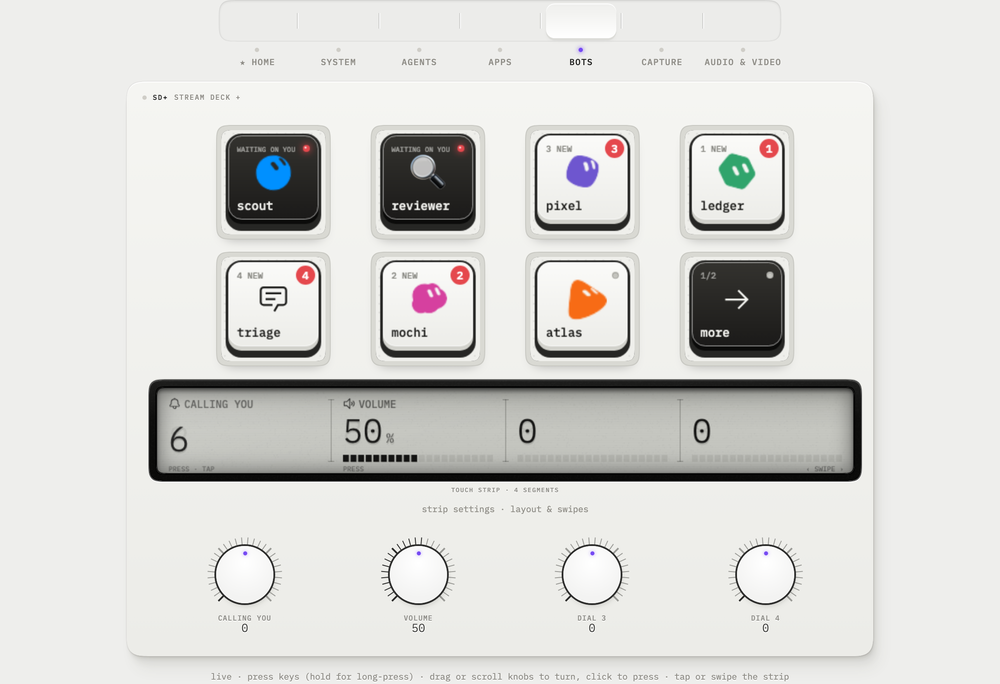 ★ HOME
SYSTEM
AGENTS
APPS
BOTS
CAPTURE
AUDIO & VIDEO
SD+ STREAM DECK +
WAITING ON YOU
scout
WAITING ON YOU
reviewer
3 NEW
3
pixel
1 NEW
1
ledger
4 NEW
4
triage
2 NEW
2
mochi
atlas
1/2
more
CALLING YOU
6
PRESS · TAP
VOLUME
50 %
PRESS
0
0
‹ SWIPE ›
TOUCH STRIP · 4 SEGMENTS
strip settings · layout & swipes
CALLING YOU
0
VOLUME
50
DIAL 3
0
DIAL 4
0
live · press keys (hold for long-press) · drag or scroll knobs to turn, click to press · tap or swipe the strip